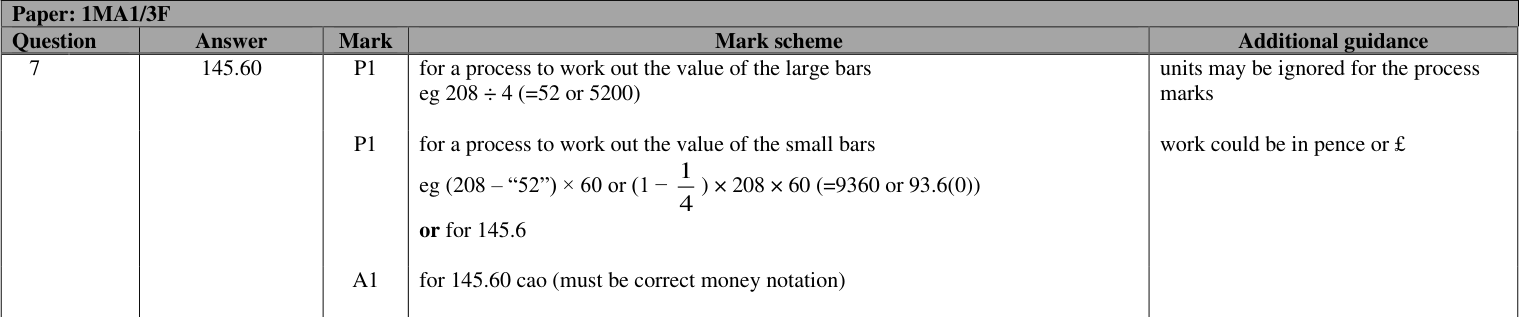 Paper: 1MA1/3F
Question Answer Mark Mark scheme Additional guidance
7 145.60 P1 for a process to work out the value of the large bars units may be ignored for the process
eg 208 ÷ 4 (=52 or 5200) marks
P1 for a process to work out the value of the small bars work could be in pence or £
eg (208 – “52”) × 60 or (1 − 1/4 ) × 208 × 60 (=9360 or 93.6(0))
or for 145.6
A1 for 145.60 cao (must be correct money notation)